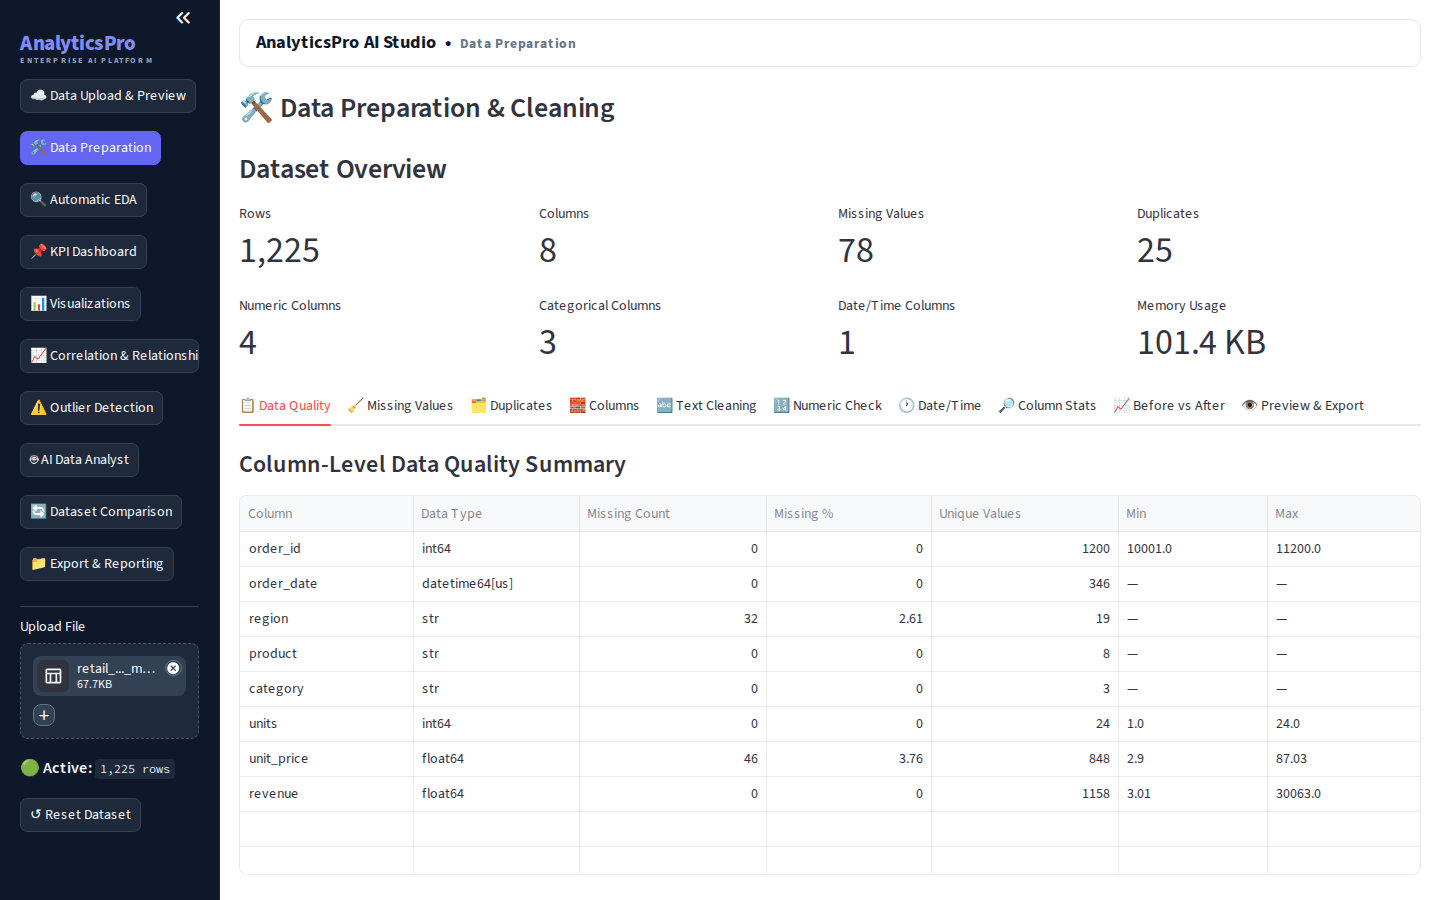 AnalyticsPro
ENTERPRISE AI PLATFORM
Data Upload & Preview
Data Preparation
Automatic EDA
KPI Dashboard
Visualizations
Correlation & Relationshi
Outlier Detection
AI Data Analyst
Dataset Comparison
Export & Reporting
Upload File
retail_..._m...
67.7KB
Active: 1,225 rows
↺ Reset Dataset
AnalyticsPro AI Studio • Data Preparation
Data Preparation & Cleaning
Dataset Overview
Rows Columns Missing Values Duplicates
1,225 8 78 25
Numeric Columns Categorical Columns Date/Time Columns Memory Usage
4 3 1 101.4 KB
Data Quality Missing Values Duplicates Columns Text Cleaning Numeric Check Date/Time Column Stats Before vs After Preview & Export
Column-Level Data Quality Summary
Column Data Type Missing Count Missing % Unique Values Min Max
order_id int64 0 0 1200 10001.0 11200.0
order_date datetime64[us] 0 0 346 — —
region str 32 2.61 19 — —
product str 0 0 8 — —
category str 0 0 3 — —
units int64 0 0 24 1.0 24.0
unit_price float64 46 3.76 848 2.9 87.03
revenue float64 0 0 1158 3.01 30063.0